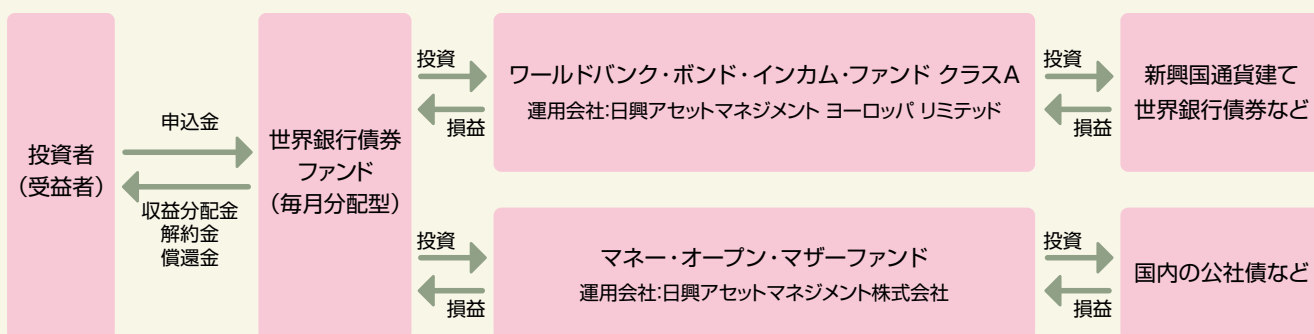 投資者
（受益者）
申込金
収益分配金
解約金
償還金
世界銀行債券
ファンド
（毎月分配型）
投資
損益
ワールドバンク・ボンド・インカム・ファンド クラスA
運用会社:日興アセットマネジメント ヨーロッパ リミテッド
投資
損益
新興国通貨建て
世界銀行債券など
投資
損益
マネー・オープン・マザーファンド
運用会社:日興アセットマネジメント株式会社
投資
損益
国内の公社債など